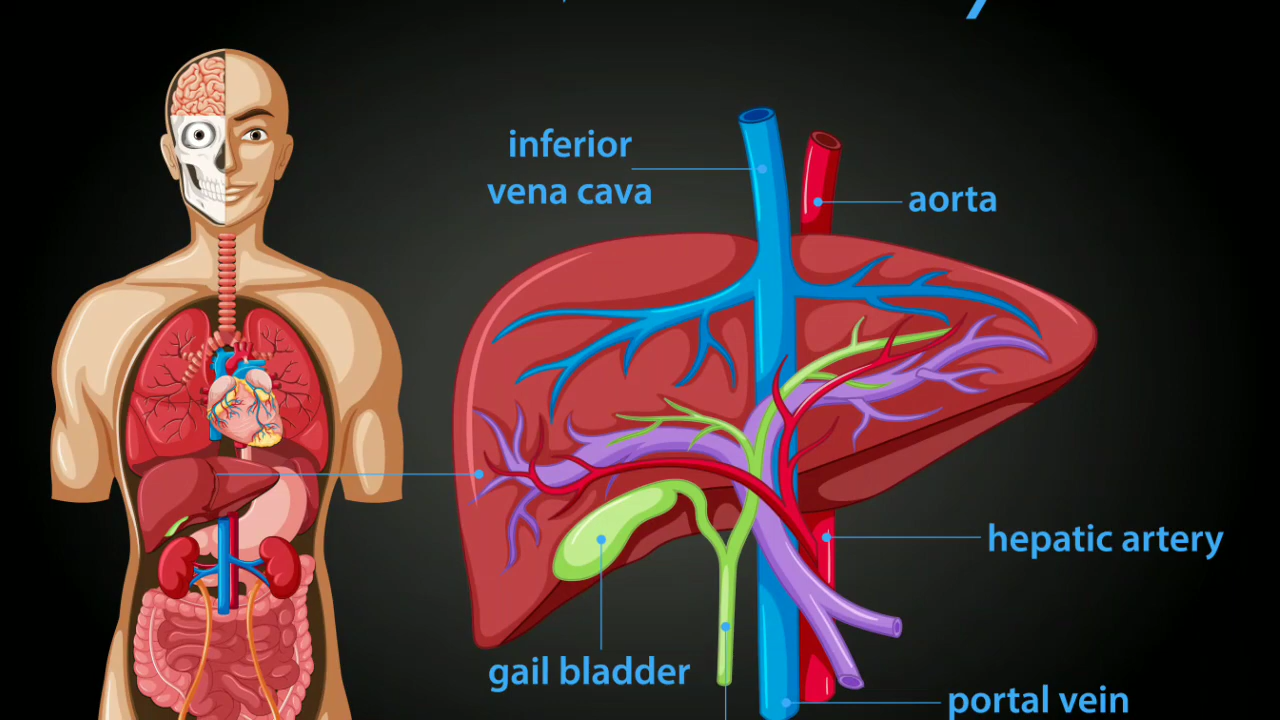 inferior
vena cava
aorta
hepatic artery
gail bladder
portal vein